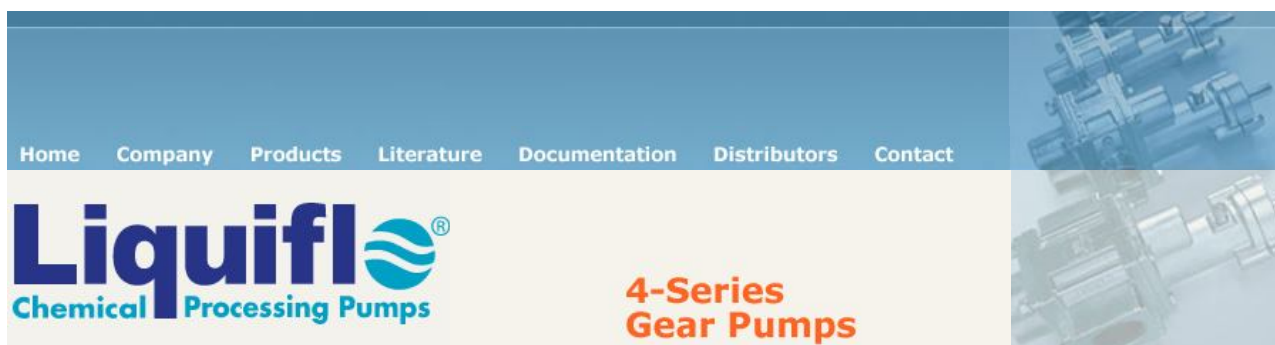 Home Company Products Literature Documentation Distributors Contact
Liquiflo®
Chemical Processing Pumps
4-Series
Gear Pumps